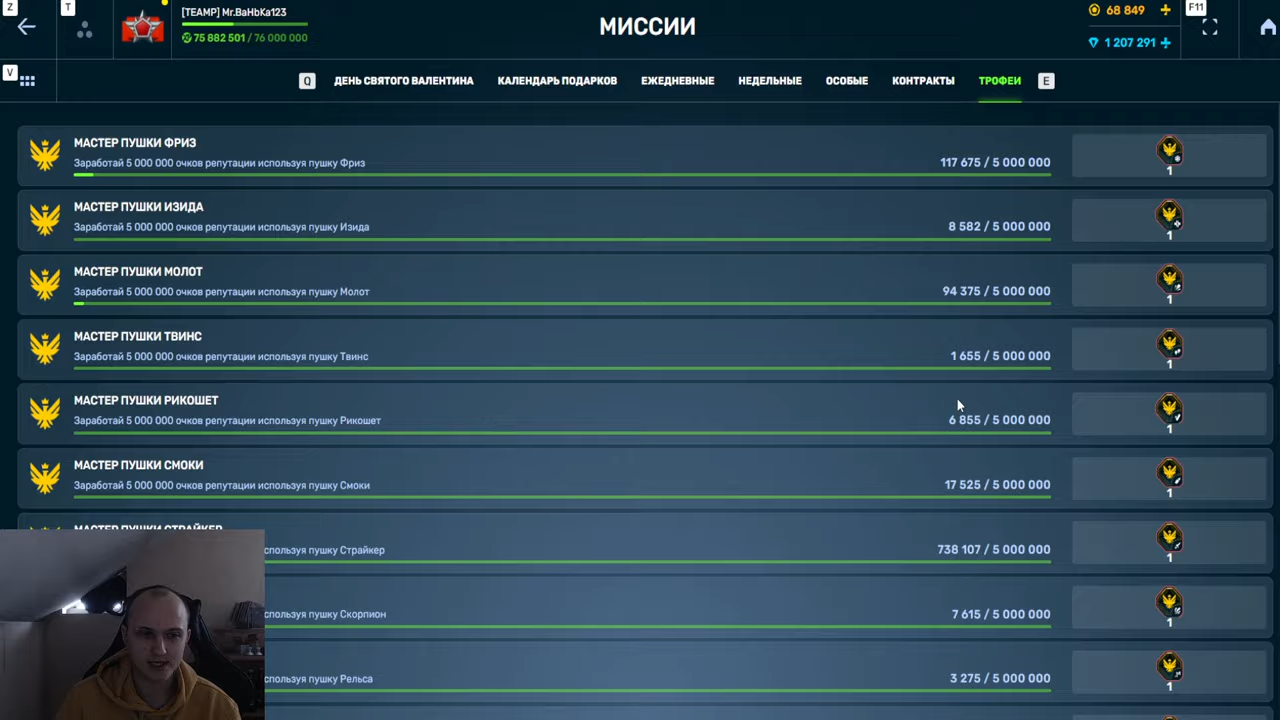 Z
T
[TEAMP] Mr.BaHbKa123
75 882 501 / 76 000 000
МИССИИ
68 849
1 207 291
F11
V
Q
ДЕНЬ СВЯТОГО ВАЛЕНТИНА
КАЛЕНДАРЬ ПОДАРКОВ
ЕЖЕДНЕВНЫЕ
НЕДЕЛЬНЫЕ
ОСОБЫЕ
КОНТРАКТЫ
ТРОФЕИ
E
МАСТЕР ПУШКИ ФРИЗ
Заработай 5 000 000 очков репутации используя пушку Фриз
117 675 / 5 000 000
1
МАСТЕР ПУШКИ ИЗИДА
Заработай 5 000 000 очков репутации используя пушку Изида
8 582 / 5 000 000
1
МАСТЕР ПУШКИ МОЛОТ
Заработай 5 000 000 очков репутации используя пушку Молот
94 375 / 5 000 000
1
МАСТЕР ПУШКИ ТВИНС
Заработай 5 000 000 очков репутации используя пушку Твинс
1 655 / 5 000 000
1
МАСТЕР ПУШКИ РИКОШЕТ
Заработай 5 000 000 очков репутации используя пушку Рикошет
6 855 / 5 000 000
1
МАСТЕР ПУШКИ СМОКИ
Заработай 5 000 000 очков репутации используя пушку Смоки
17 525 / 5 000 000
1
МАСТЕР ПУШКИ СТРАЙКЕР
используя пушку Страйкер
738 107 / 5 000 000
1
используя пушку Скорпион
7 615 / 5 000 000
1
используя пушку Рельса
3 275 / 5 000 000
1